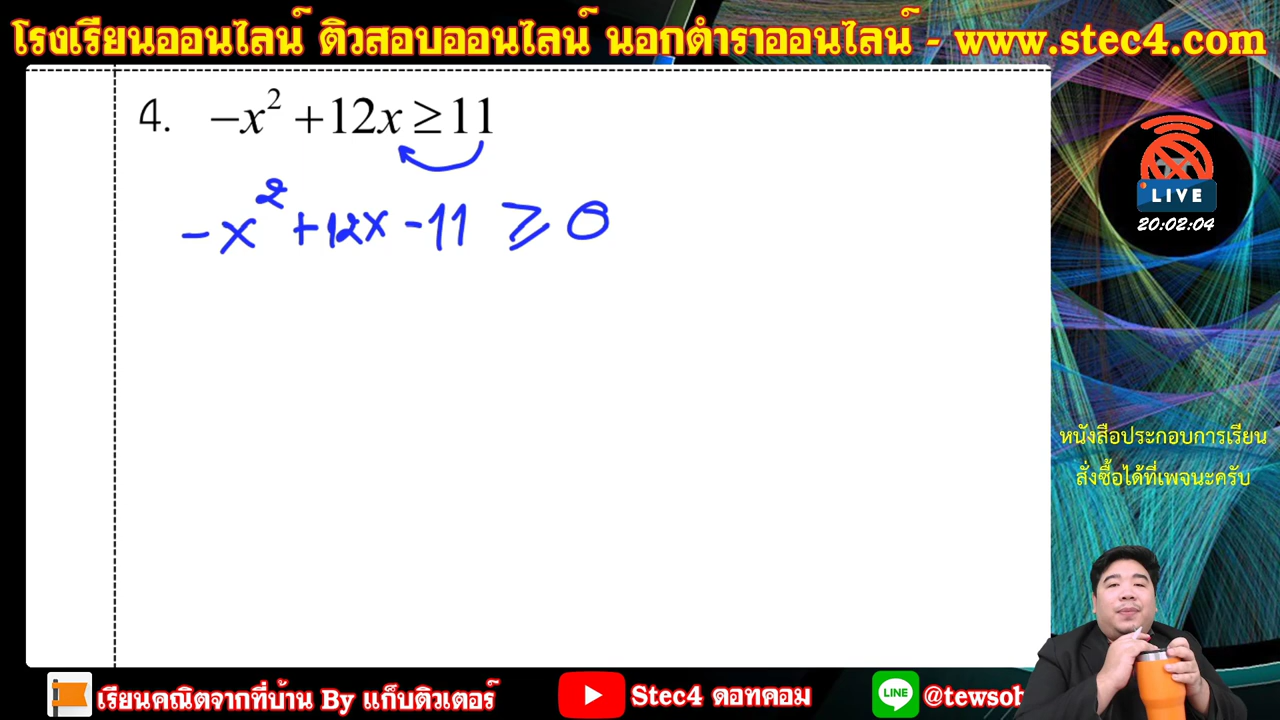 โรงเรียนออนไลน์ ติวสอบออนไลน์ นอกตำราออนไลน์ - www.stec4.com
4. −x² + 12x ≥ 11
-x² +12x -11 ≥ 0
LIVE
20:02:04
หนังสือประกอบการเรียน
สั่งซื้อได้ที่เพจนะครับ
เรียนคณิตจากที่บ้าน By แก็บติวเตอร์
Stec4 ดอทคอม
LINE
@tewsob